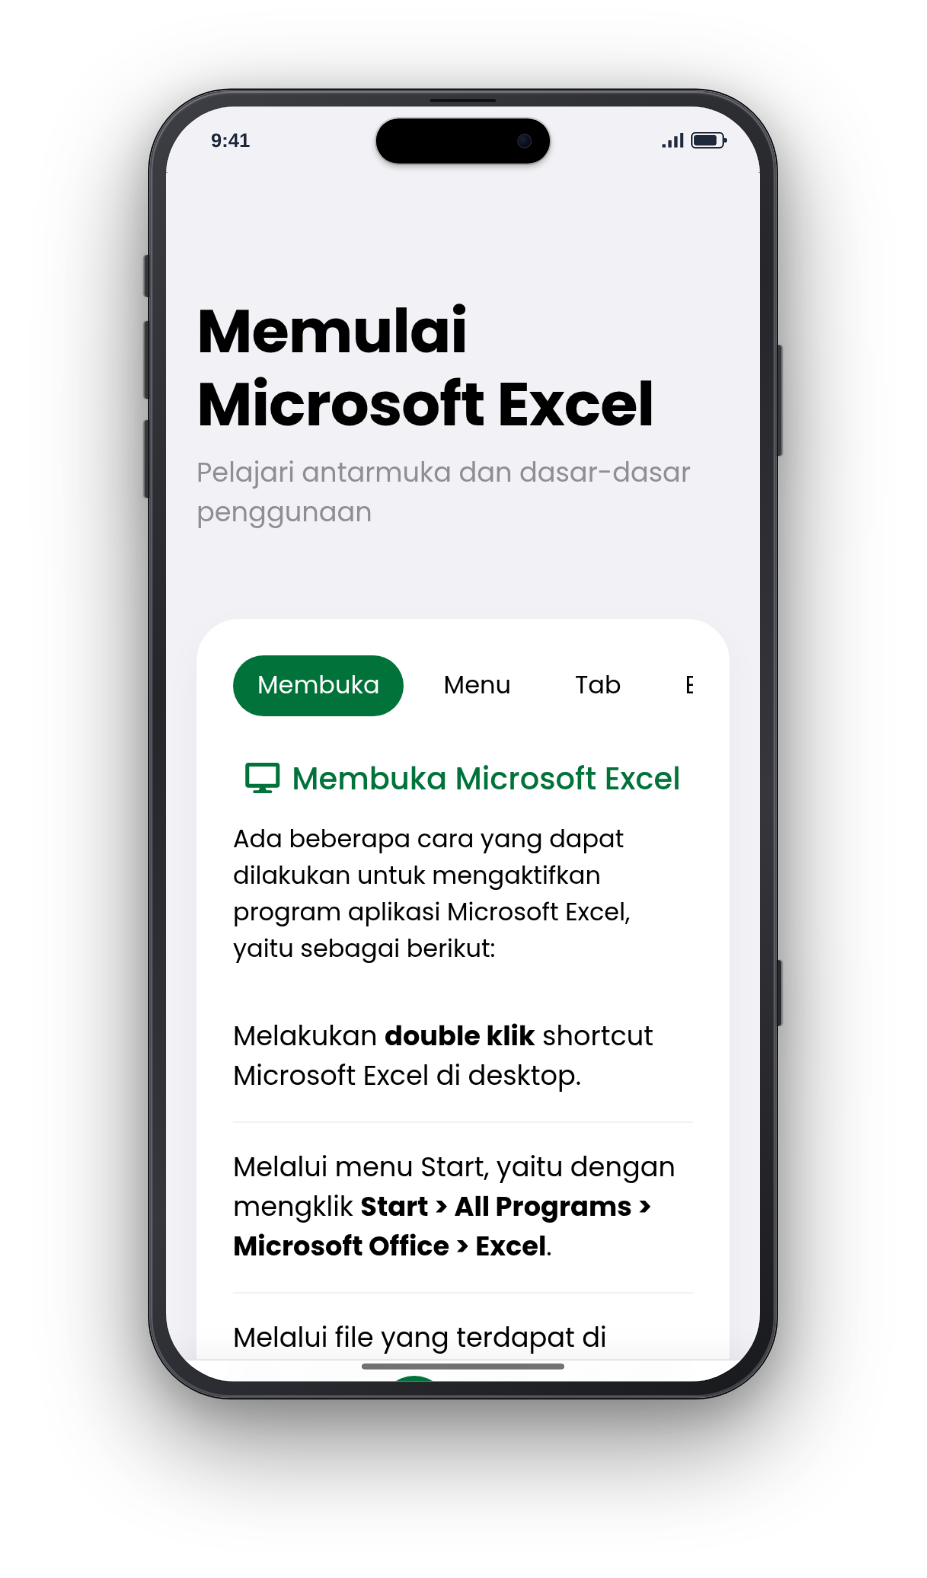 9:41
Memulai
Microsoft Excel
Pelajari antarmuka dan dasar-dasar
penggunaan
Membuka Menu Tab
Membuka Microsoft Excel
Ada beberapa cara yang dapat
dilakukan untuk mengaktifkan
program aplikasi Microsoft Excel,
yaitu sebagai berikut:
Melakukan double klik shortcut
Microsoft Excel di desktop.
Melalui menu Start, yaitu dengan
mengklik Start > All Programs >
Microsoft Office > Excel.
Melalui file yang terdapat di